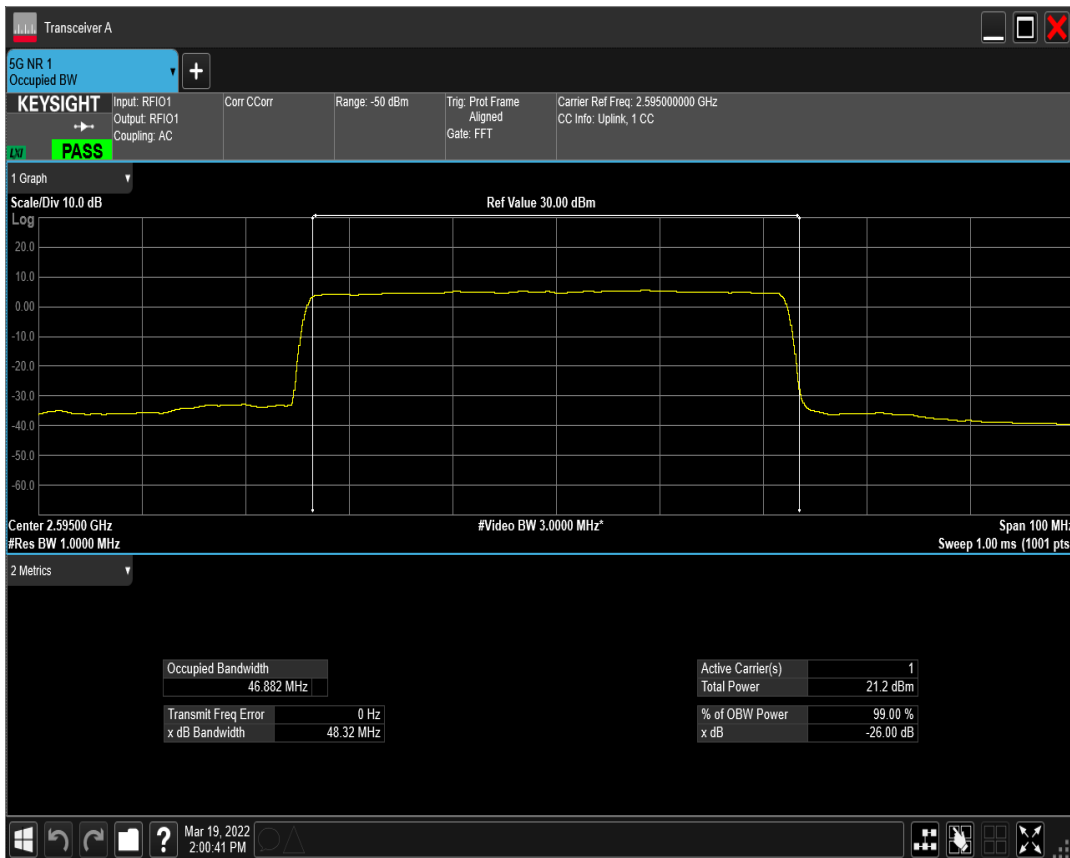 Transceiver A
5G NR 1
Occupied BW
KEYSIGHT
LXI
PASS
Input: RFIO1
Output: RFIO1
Coupling: AC
Corr CCorr
Range: -50 dBm
Trig: Prot Frame
Aligned
Gate: FFT
Carrier Ref Freq: 2.595000000 GHz
CC Info: Uplink, 1 CC
1 Graph
Scale/Div 10.0 dB
Ref Value 30.00 dBm
Log
20.0
10.0
0.00
-10.0
-20.0
-30.0
-40.0
-50.0
-60.0
Center 2.59500 GHz
#Video BW 3.0000 MHz*
Span 100 MHz
#Res BW 1.0000 MHz
Sweep 1.00 ms (1001 pts
2 Metrics
Occupied Bandwidth
46.882 MHz
Transmit Freq Error 0 Hz
x dB Bandwidth 48.32 MHz
Active Carrier(s) 1
Total Power 21.2 dBm
% of OBW Power 99.00 %
x dB -26.00 dB
?
Mar 19, 2022
2:00:41 PM